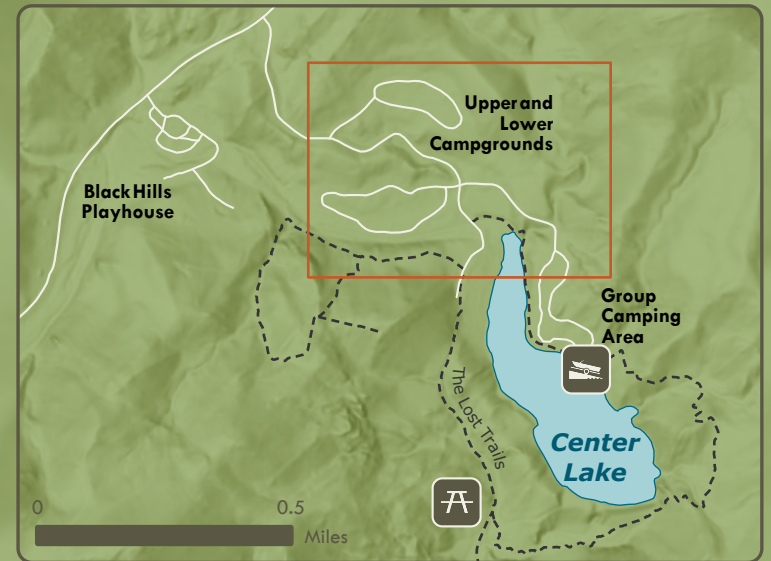 Upper and
Lower
Campgrounds
Black Hills
Playhouse
Group
Camping
Area
The Lost Trails
Center
Lake
0 0.5
Miles